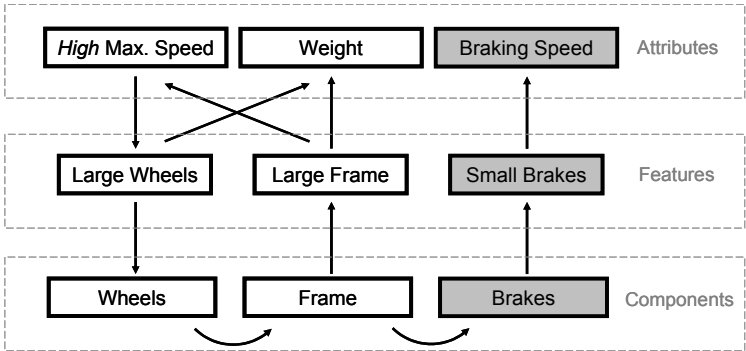 High Max. Speed
Weight
Braking Speed
Attributes
Large Wheels
Large Frame
Small Brakes
Features
Wheels
Frame
Brakes
Components